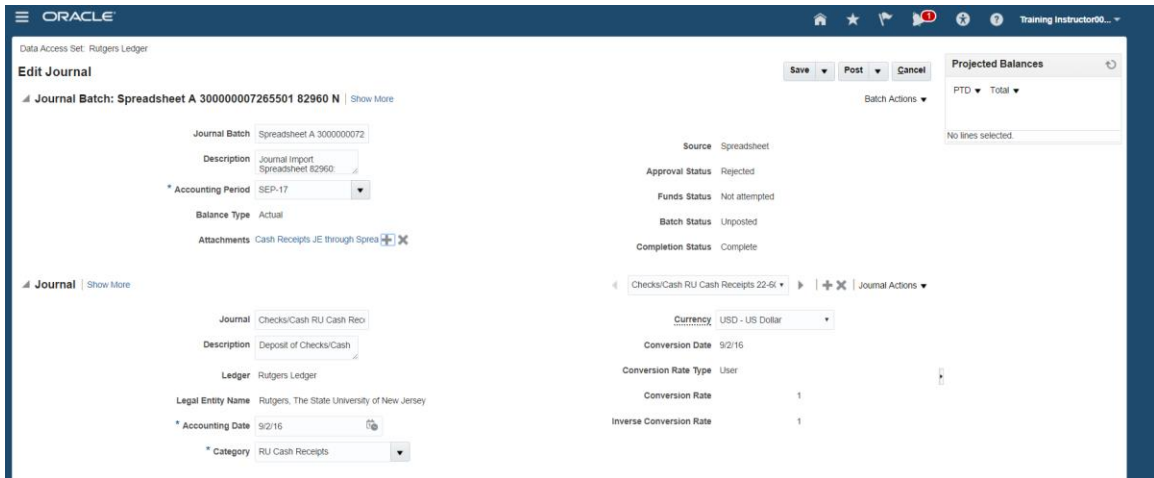 ORACLE
1
Training Instructor00...
Data Access Set: Rutgers Ledger
Edit Journal
Save
Post
Cancel
Projected Balances
PTD
Total
No lines selected.
Journal Batch: Spreadsheet A 300000007265501 82960 N
Show More
Batch Actions
Journal Batch Spreadsheet A 3000000072
Source Spreadsheet
Description Journal Import
Spreadsheet 82960:
Approval Status Rejected
* Accounting Period SEP-17
Funds Status Not attempted
Balance Type Actual
Batch Status Unposted
Attachments Cash Receipts JE through Sprea
Completion Status Complete
Journal
Show More
Checks/Cash RU Cash Receipts 22-6(
Journal Actions
Journal Checks/Cash RU Cash Rec
Currency USD - US Dollar
Description Deposit of Checks/Cash
Conversion Date 9/2/16
Ledger Rutgers Ledger
Conversion Rate Type User
Legal Entity Name Rutgers, The State University of New Jersey
Conversion Rate 1
* Accounting Date 9/2/16
Inverse Conversion Rate 1
* Category RU Cash Receipts